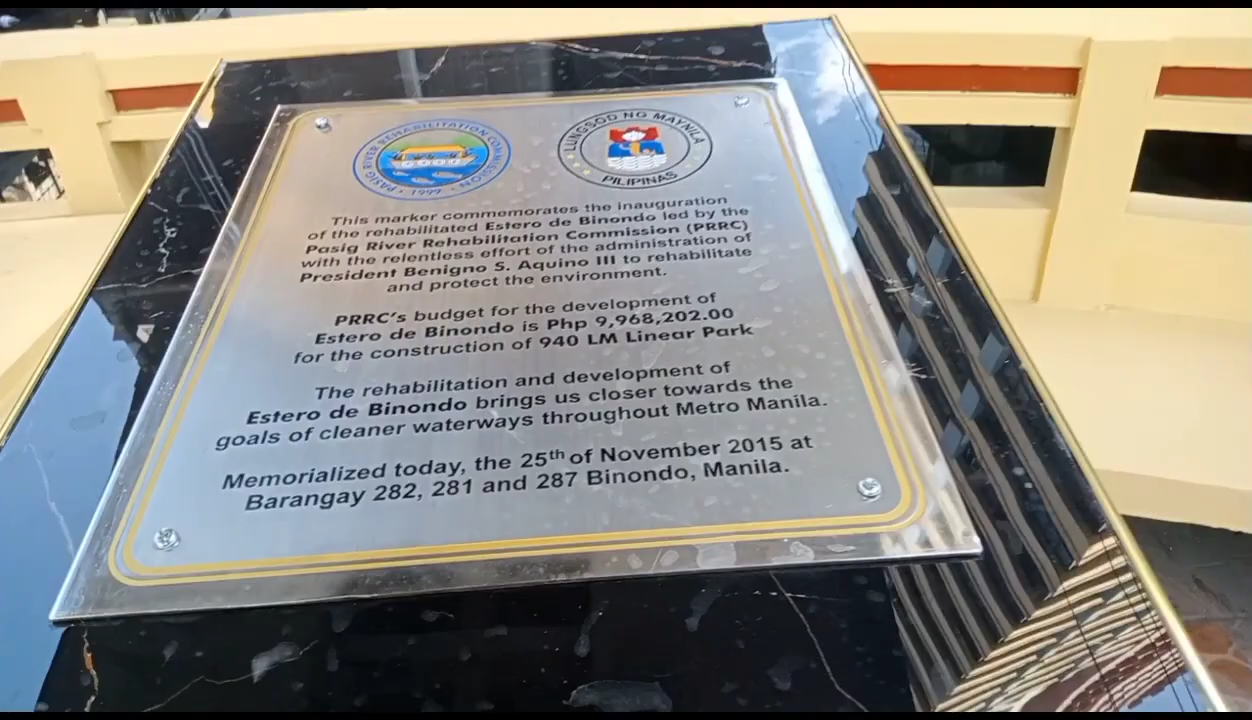 PASIG RIVER REHABILITATION COMMISSION
• 1999 •
LUNGSOD NG MAYNILA
PILIPINAS
This marker commemorates the inauguration
of the rehabilitated Estero de Binondo led by the
Pasig River Rehabilitation Commission (PRRC)
with the relentless effort of the administration of
President Benigno S. Aquino III to rehabilitate
and protect the environment.
PRRC's budget for the development of
Estero de Binondo is Php 9,968,202.00
for the construction of 940 LM Linear Park
The rehabilitation and development of
Estero de Binondo brings us closer towards the
goals of cleaner waterways throughout Metro Manila.
Memorialized today, the 25th of November 2015 at
Barangay 282, 281 and 287 Binondo, Manila.